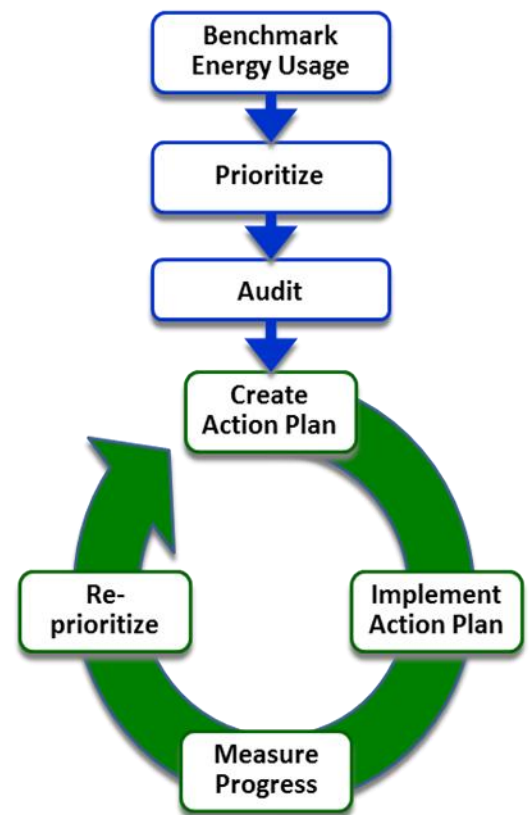 Benchmark
Energy Usage
Prioritize
Audit
Create
Action Plan
Implement
Action Plan
Measure
Progress
Re-
prioritize